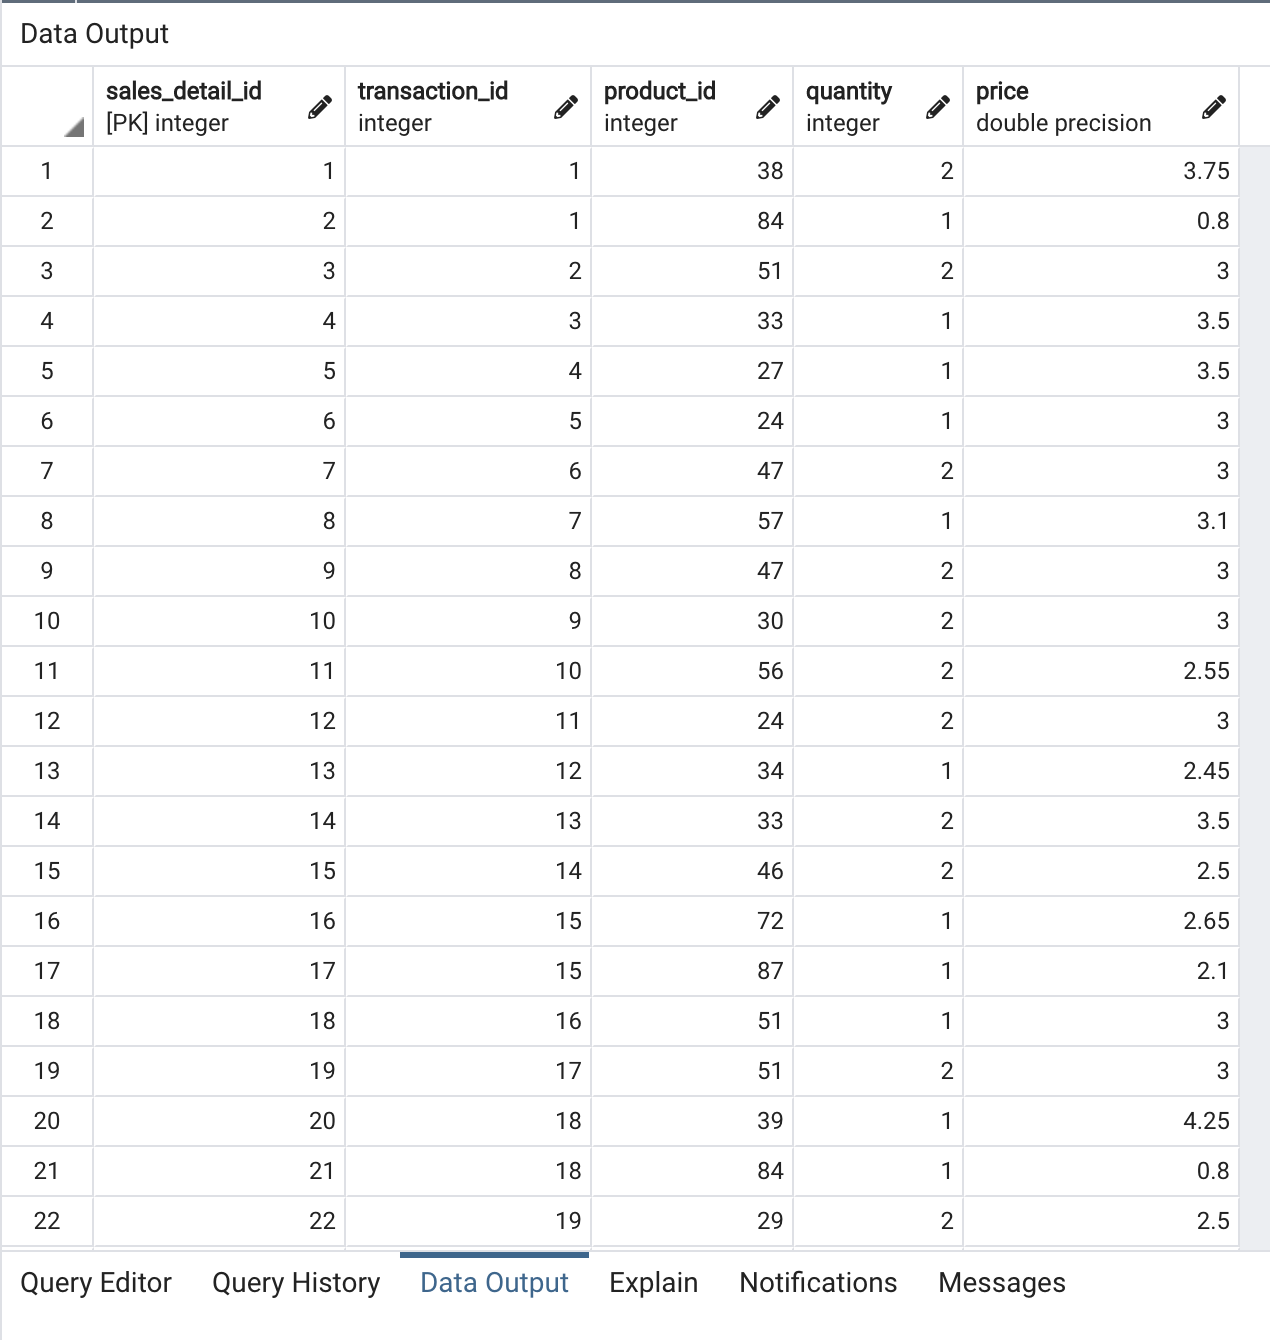 Data Output
sales_detail_id transaction_id product_id quantity price
[PK] integer integer integer integer double precision
1 1 1 38 2 3.75
2 2 1 84 1 0.8
3 3 2 51 2 3
4 4 3 33 1 3.5
5 5 4 27 1 3.5
6 6 5 24 1 3
7 7 6 47 2 3
8 8 7 57 1 3.1
9 9 8 47 2 3
10 10 9 30 2 3
11 11 10 56 2 2.55
12 12 11 24 2 3
13 13 12 34 1 2.45
14 14 13 33 2 3.5
15 15 14 46 2 2.5
16 16 15 72 1 2.65
17 17 15 87 1 2.1
18 18 16 51 1 3
19 19 17 51 2 3
20 20 18 39 1 4.25
21 21 18 84 1 0.8
22 22 19 29 2 2.5
Query Editor Query History Data Output Explain Notifications Messages